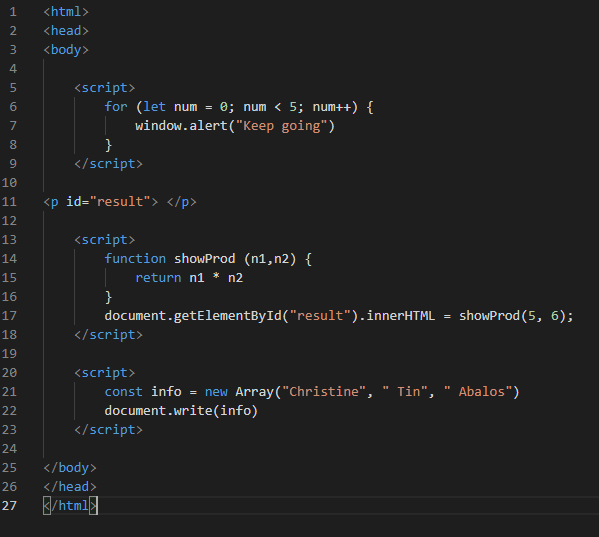 1 <html>
2 <head>
3 <body>
4
5 <script>
6 for (let num = 0; num < 5; num++) {
7 window.alert("Keep going")
8 }
9 </script>
10
11 <p id="result"> </p>
12
13 <script>
14 function showProd (n1,n2) {
15 return n1 * n2
16 }
17 document.getElementById("result").innerHTML = showProd(5, 6);
18 </script>
19
20 <script>
21 const info = new Array("Christine", " Tin", " Abalos")
22 document.write(info)
23 </script>
24
25 </body>
26 </head>
27 </html>